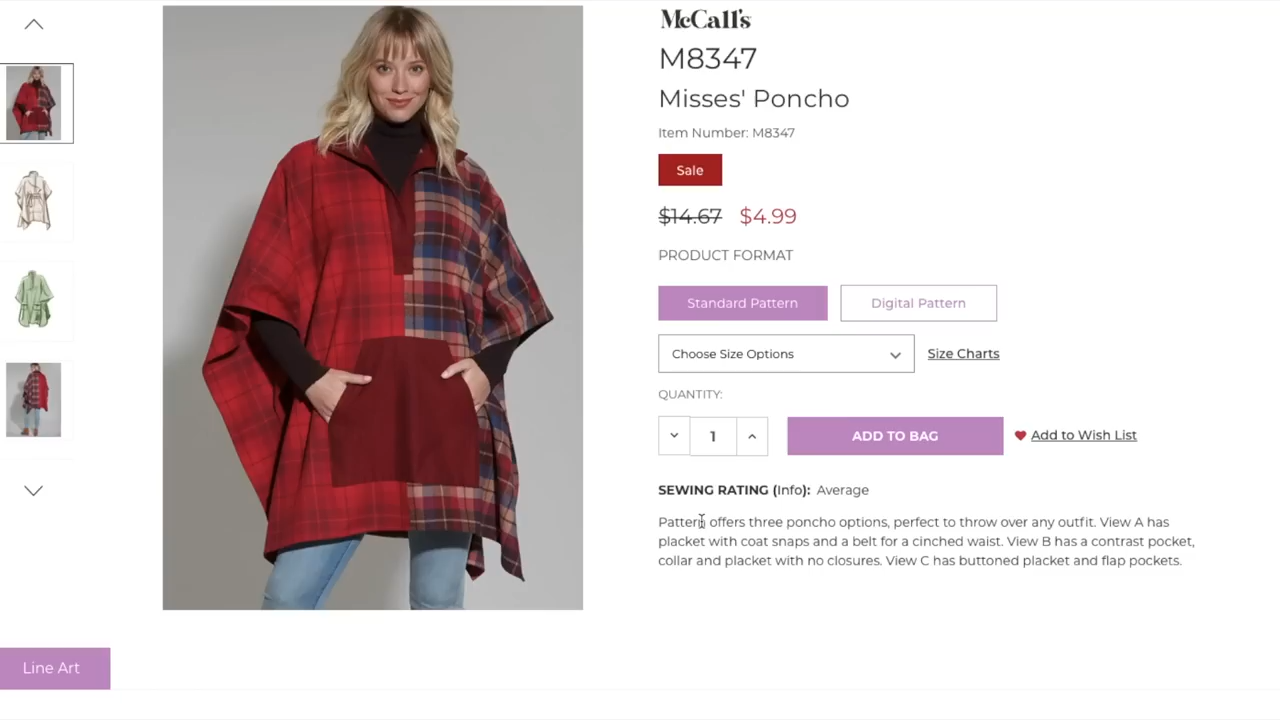 McCall's
M8347
Misses' Poncho
Item Number: M8347
Sale
$14.67 $4.99
PRODUCT FORMAT
Standard Pattern
Digital Pattern
Choose Size Options
Size Charts
QUANTITY:
1
ADD TO BAG
Add to Wish List
SEWING RATING (Info): Average
Pattern offers three poncho options, perfect to throw over any outfit. View A has
placket with coat snaps and a belt for a cinched waist. View B has a contrast pocket,
collar and placket with no closures. View C has buttoned placket and flap pockets.
Line Art